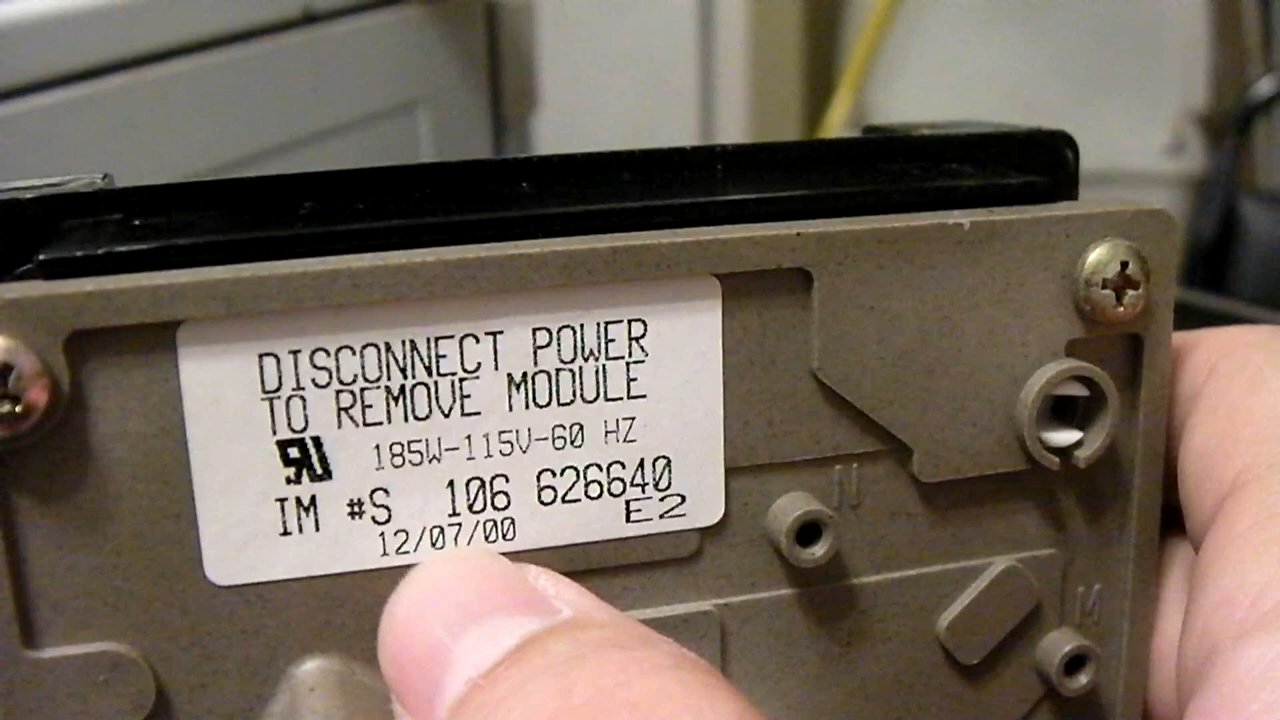 DISCONNECT POWER
TO REMOVE MODULE
185W-115V-60 HZ
IM #S 106 626640
E2
12/07/00
N
M